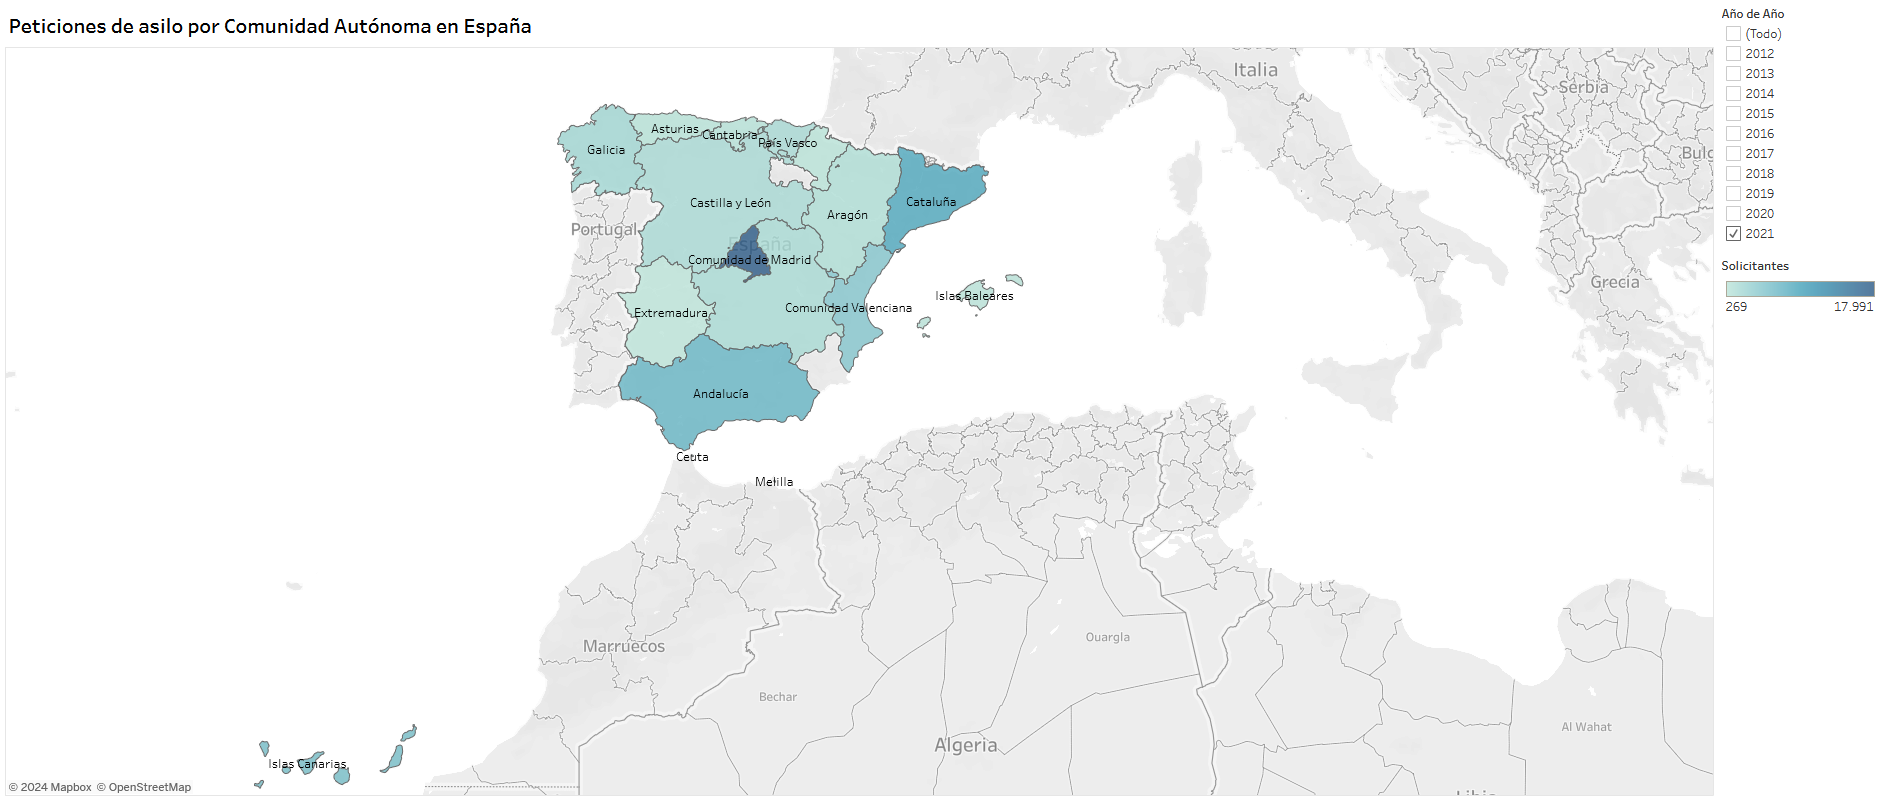 Peticiones de asilo por Comunidad Autónoma en España
Año de Año
(Todo)
2012
2013
2014
2015
2016
2017
2018
2019
2020
2021
Solicitantes
269 17.991
Italia
Serbia
Asturias
Cantabria
País Vasco
Galicia
Castilla y León
Cataluña
Aragón
Portugal
España
Comunidad de Madrid
Grecia
Islas Baleares
Comunidad Valenciana
Extremadura
Andalucía
Ceuta
Melilla
Marruecos
Ouargla
Bechar
Al Wahat
Algeria
Islas Canarias
© 2024 Mapbox © OpenStreetMap